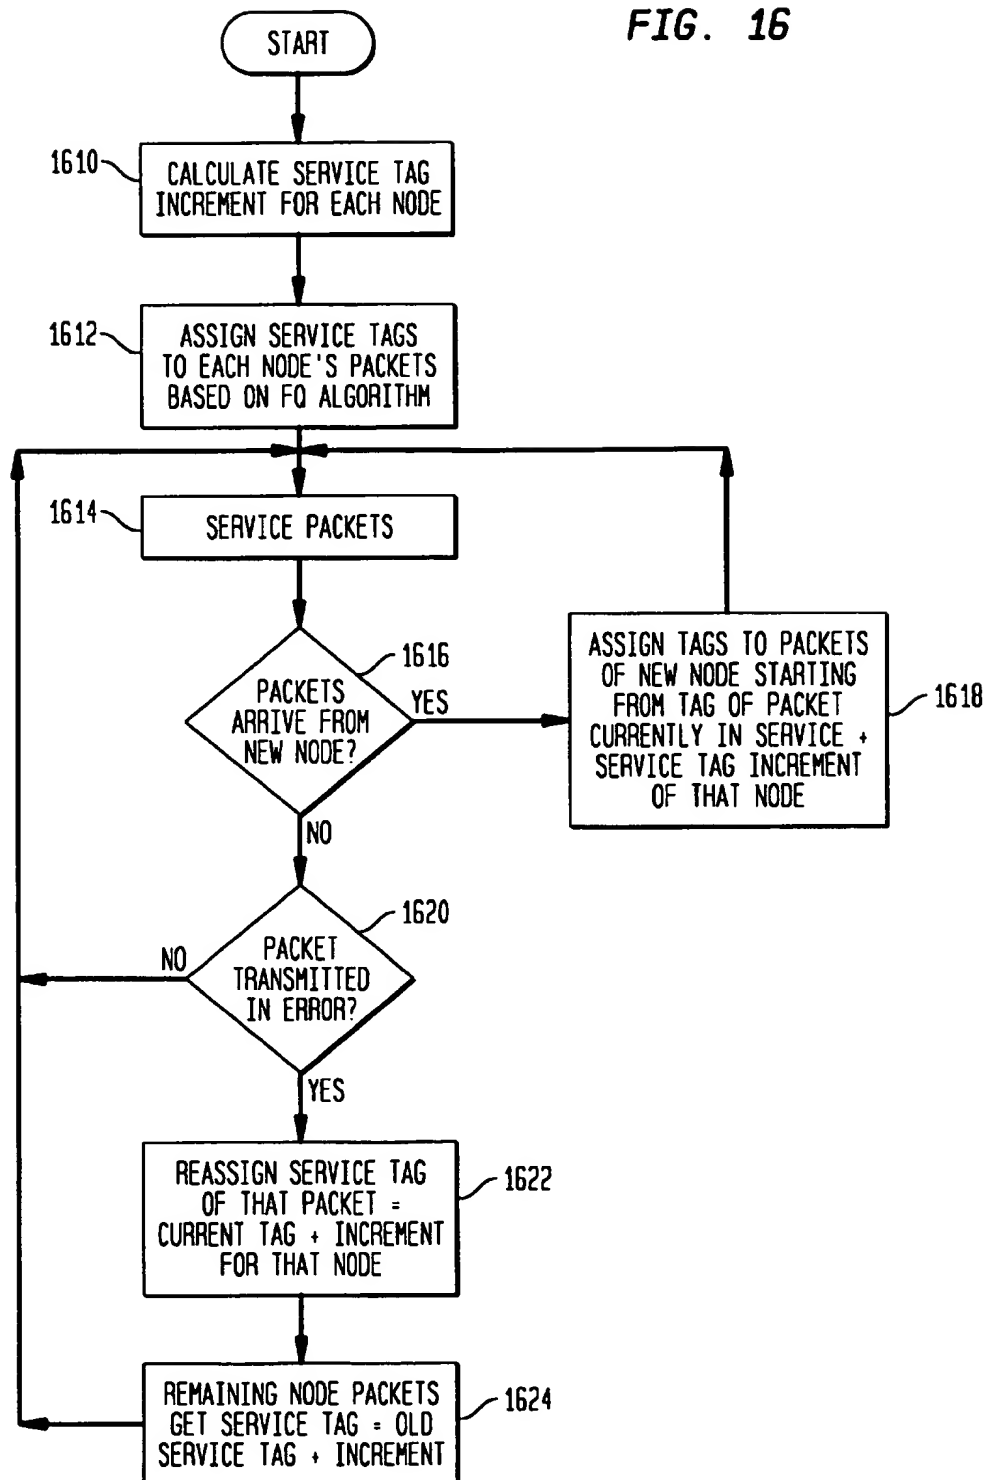 FIG. 16
START
1610
CALCULATE SERVICE TAG
INCREMENT FOR EACH NODE
1612
ASSIGN SERVICE TAGS
TO EACH NODE'S PACKETS
BASED ON FQ ALGORITHM
1614
SERVICE PACKETS
1616
PACKETS
ARRIVE FROM
NEW NODE?
YES
NO
ASSIGN TAGS TO PACKETS
OF NEW NODE STARTING
FROM TAG OF PACKET
CURRENTLY IN SERVICE +
SERVICE TAG INCREMENT
OF THAT NODE
1618
1620
PACKET
TRANSMITTED
IN ERROR?
NO
YES
REASSIGN SERVICE TAG
OF THAT PACKET =
CURRENT TAG + INCREMENT
FOR THAT NODE
1622
REMAINING NODE PACKETS
GET SERVICE TAG = OLD
SERVICE TAG + INCREMENT
1624